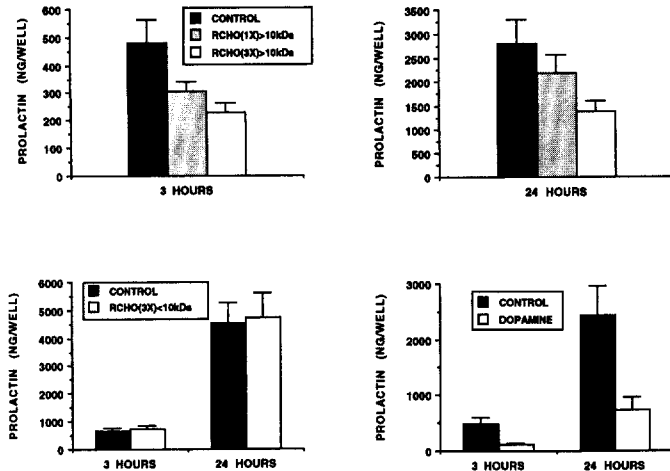 PROLACTIN (NG/WELL)
600
500
400
300
200
100
0
CONTROL
RCHO(1X)>10kDa
RCHO(3X)>10kDa
3 HOURS
PROLACTIN (NG/WELL)
3500
3000
2500
2000
1500
1000
500
0
24 HOURS
PROLACTIN (NG/WELL)
6000
5000
4000
3000
2000
1000
0
CONTROL
RCHO(3X)<10kDa
3 HOURS
24 HOURS
PROLACTIN (NG/WELL)
3000
2000
1000
0
CONTROL
DOPAMINE
3 HOURS
24 HOURS